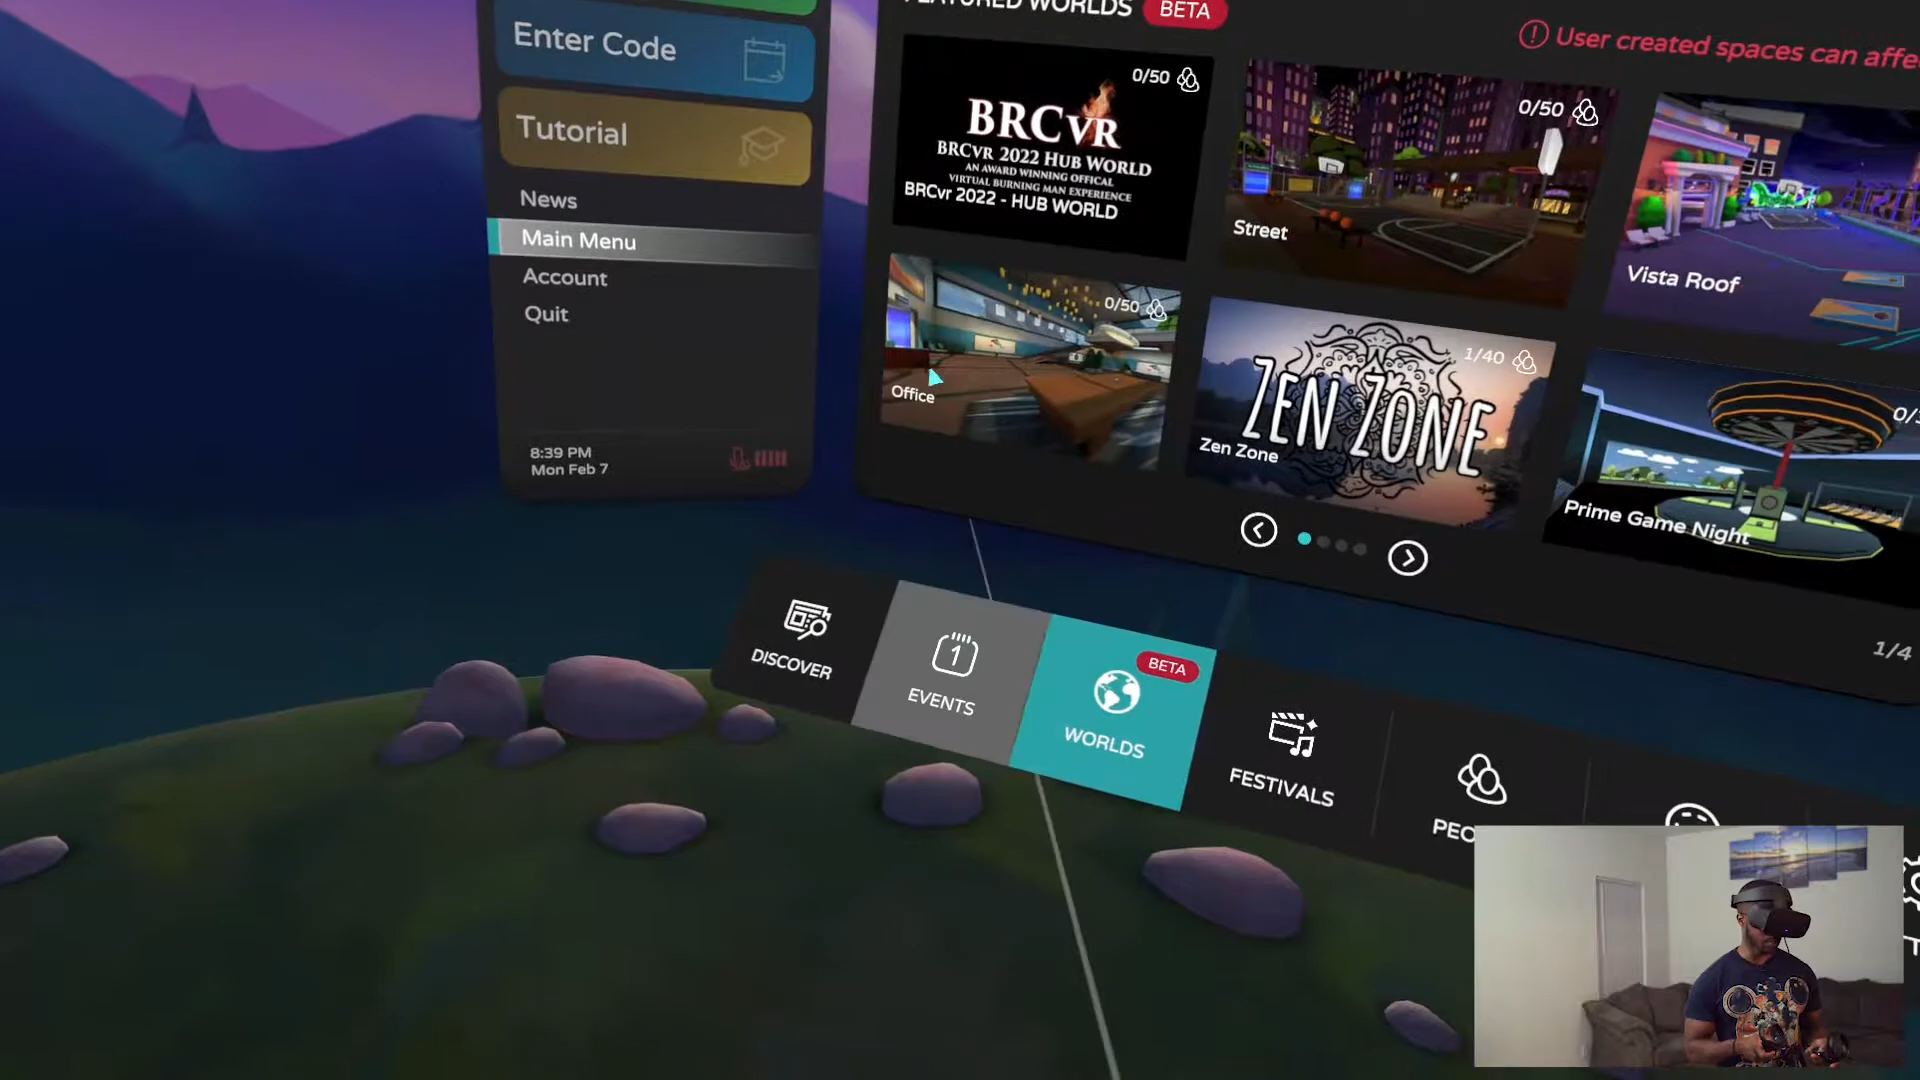 Enter Code
Tutorial
News
Main Menu
Account
Quit
8:39 PM
Mon Feb 7
WORLDS
BETA
User created spaces can
0/50
BRCVR
BRCVR 2022 HUB WORLD
AN AWARD WINNING OFFICAL
VIRTUAL BURNING MAN EXPERIENCE
BRCvr 2022 - HUB WORLD
0/50
Street
Vista Roof
0/50
Office
1/40
ZEN ZONE
Zen Zone
Prime Game Night
1/4
DISCOVER
1
EVENTS
BETA
WORLDS
FESTIVALS